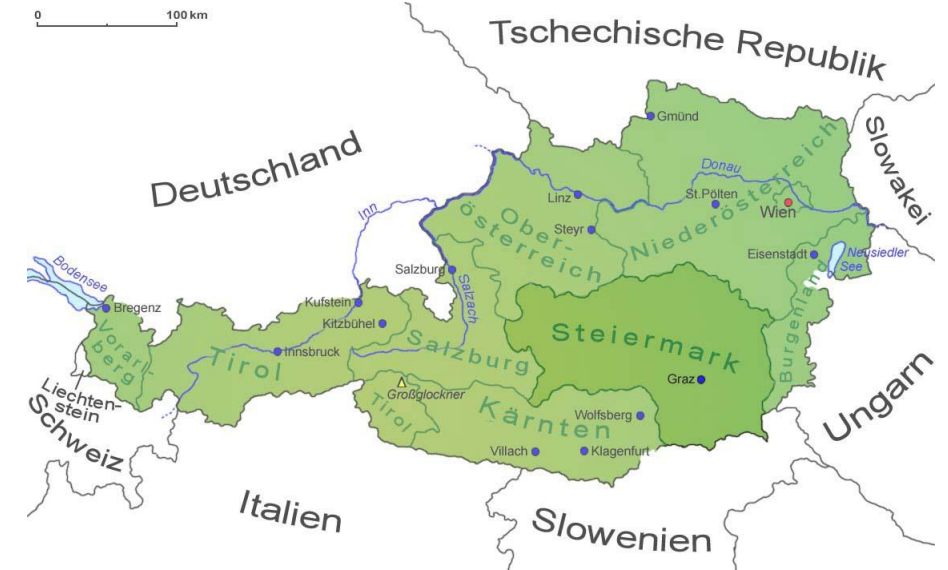 0 100 km
Tschechische Republik
Deutschland
Slowakei
Gmünd
Donau
Inn
Linz
St.Pölten
Wien
Nieder­österreich
Ober-
österreich
Steyr
Eisenstadt
Neusiedler
See
Bodensee
Salzburg
Salzach
Bregenz
Kufstein
Kitzbühel
Burgenland
Steiermark
Vorarl-
berg
Tirol
Innsbruck
Salzburg
Graz
Großglockner
Liechten-
stein
Tirol
Kärnten
Wolfsberg
Ungarn
Schweiz
Villach
Klagenfurt
Italien
Slowenien